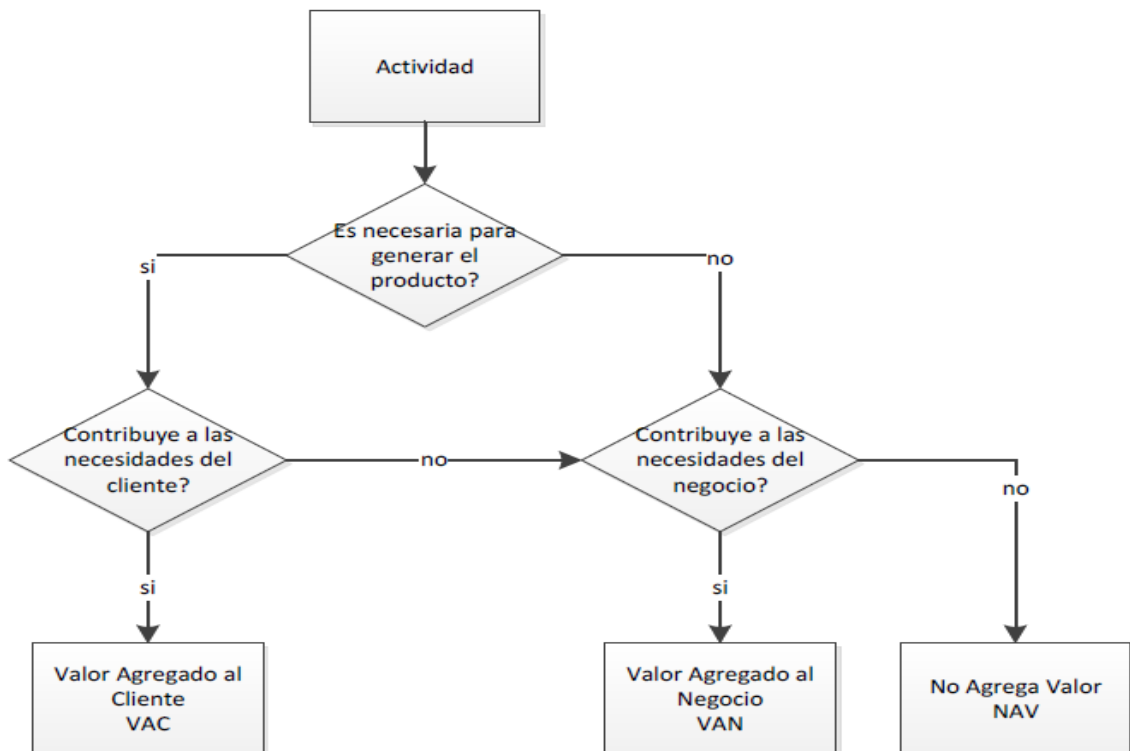 Actividad
Es necesaria para
generar el
producto?
si
no
Contribuye a las
necesidades del
cliente?
no
Contribuye a las
necesidades del
negocio?
no
si
si
Valor Agregado al
Cliente
VAC
Valor Agregado al
Negocio
VAN
No Agrega Valor
NAV